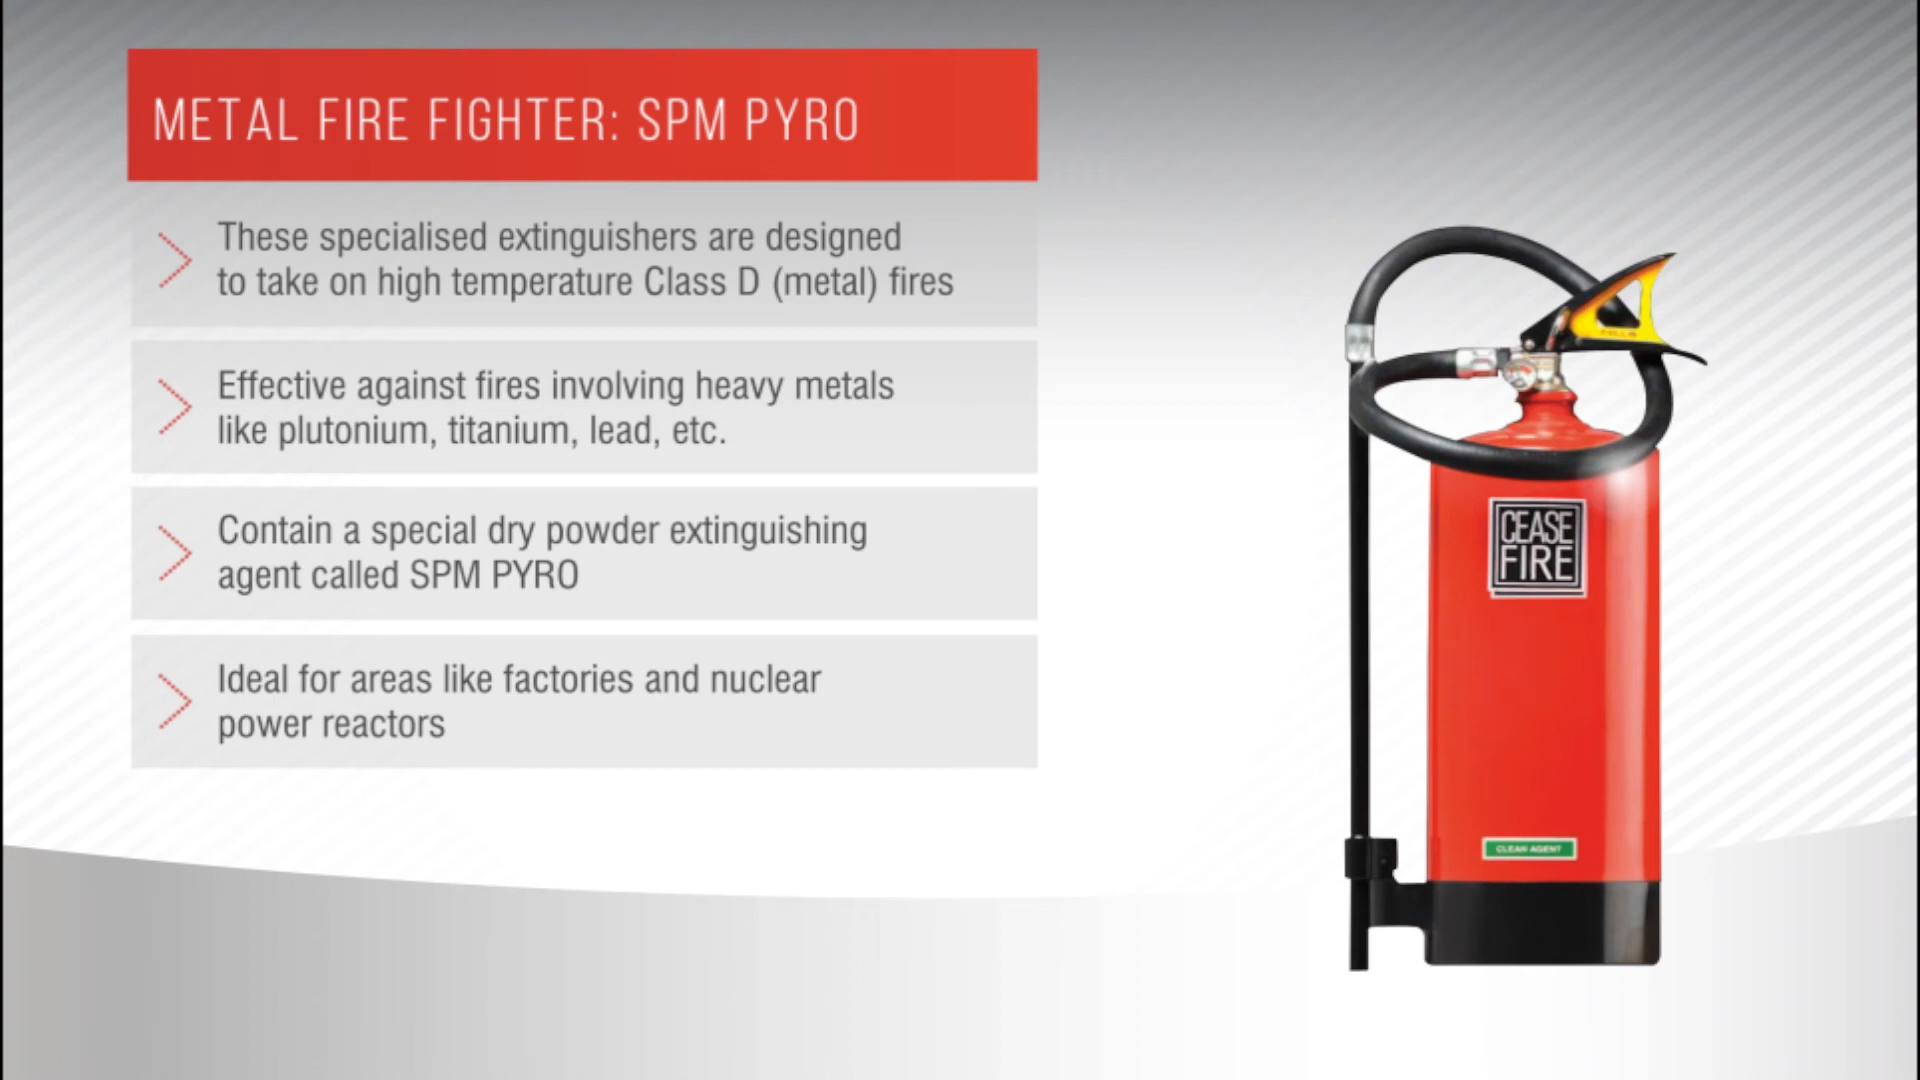 METAL FIRE FIGHTER: SPM PYRO
These specialised extinguishers are designed
to take on high temperature Class D (metal) fires
Effective against fires involving heavy metals
like plutonium, titanium, lead, etc.
Contain a special dry powder extinguishing
agent called SPM PYRO
Ideal for areas like factories and nuclear
power reactors
CEASE
FIRE
CLEAN AGENT